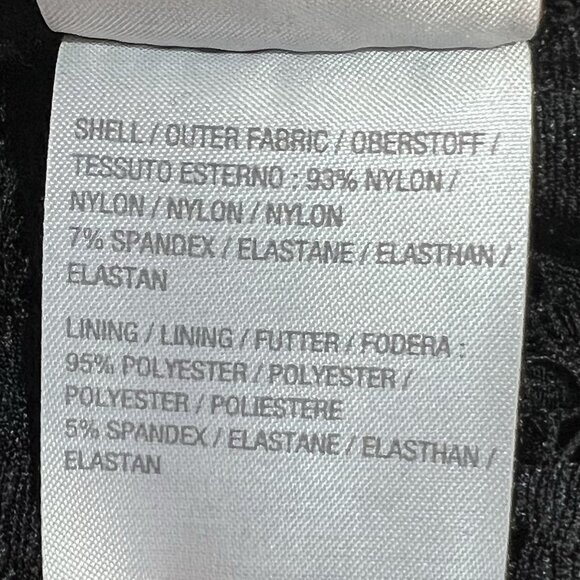 SHELL / OUTER FABRIC / OBERSTOFF /
TESSUTO ESTERNO : 93% NYLON /
NYLON / NYLON / NYLON
7% SPANDEX / ELASTANE / ELASTHAN /
ELASTAN
LINING / LINING / FUTTER / FODERA :
95% POLYESTER / POLYESTER /
POLYESTER / POLIESTERE
5% SPANDEX / ELASTANE / ELASTHAN /
ELASTAN